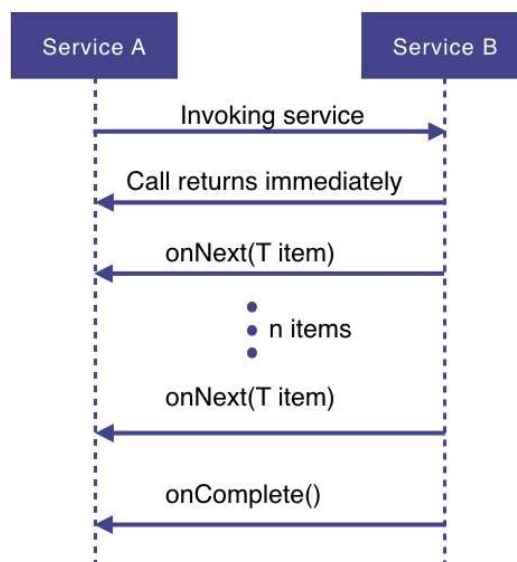 Service A
Service B
Invoking service
Call returns immediately
onNext(T item)
n items
onNext(T item)
onComplete()